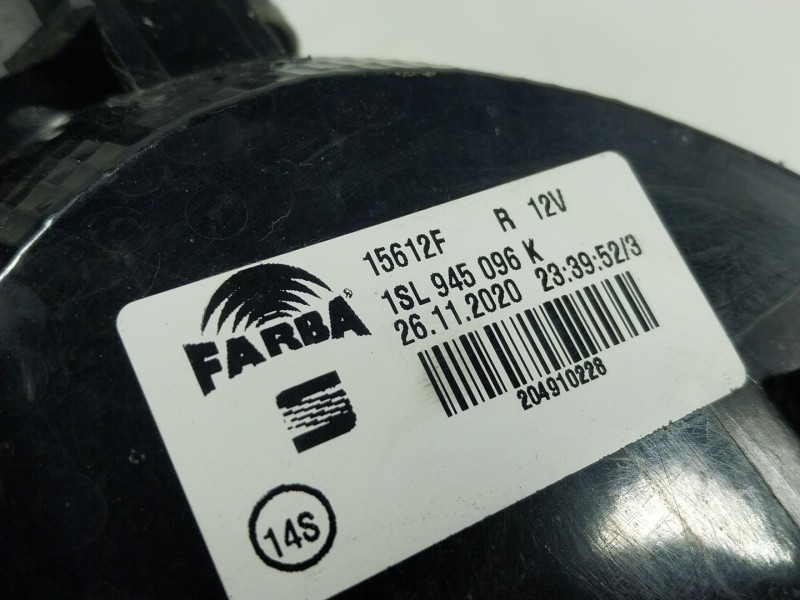 15612F R 12V
1SL 945 096 K
26.11.2020 23:39:52/3
204910228
FARBA®
S
14S